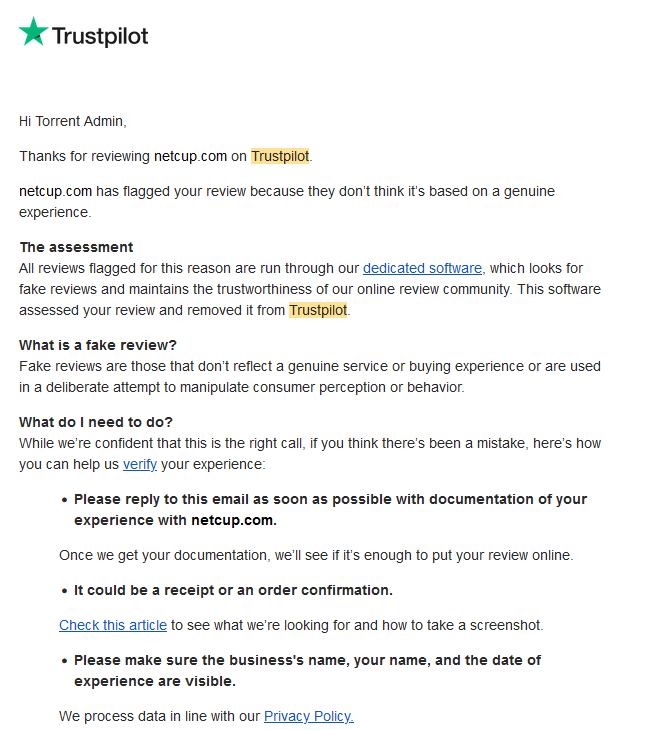 Trustpilot
Hi Torrent Admin,
Thanks for reviewing netcup.com on Trustpilot.
netcup.com has flagged your review because they don't think it's based on a genuine
experience.
The assessment
All reviews flagged for this reason are run through our dedicated software, which looks for
fake reviews and maintains the trustworthiness of our online review community. This software
assessed your review and removed it from Trustpilot.
What is a fake review?
Fake reviews are those that don't reflect a genuine service or buying experience or are used
in a deliberate attempt to manipulate consumer perception or behavior.
What do I need to do?
While we're confident that this is the right call, if you think there's been a mistake, here's how
you can help us verify your experience:
• Please reply to this email as soon as possible with documentation of your
experience with netcup.com.
Once we get your documentation, we'll see if it's enough to put your review online.
• It could be a receipt or an order confirmation.
Check this article to see what we're looking for and how to take a screenshot.
• Please make sure the business's name, your name, and the date of
experience are visible.
We process data in line with our Privacy Policy.